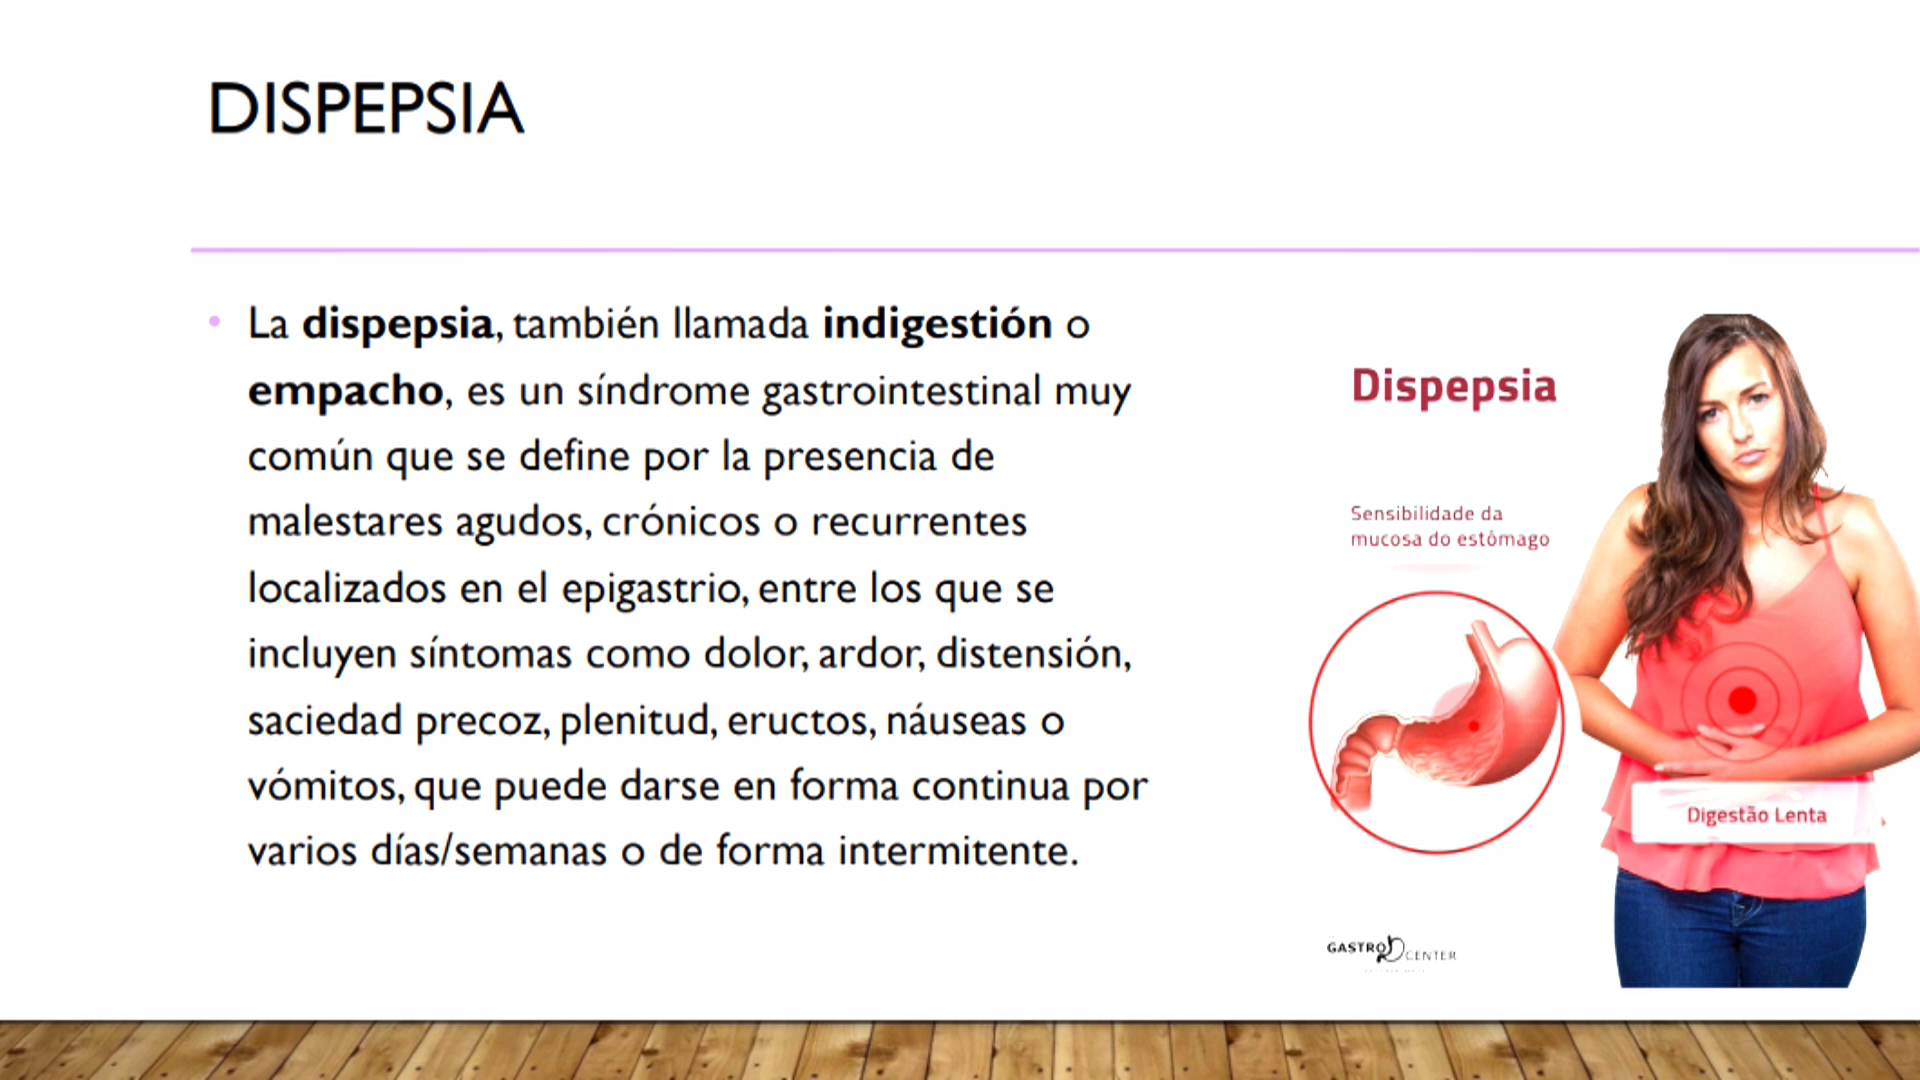 DISPEPSIA
• La dispepsia, también llamada indigestión o
empacho, es un síndrome gastrointestinal muy
común que se define por la presencia de
malestares agudos, crónicos o recurrentes
localizados en el epigastrio, entre los que se
incluyen síntomas como dolor, ardor, distensión,
saciedad precoz, plenitud, eructos, náuseas o
vómitos, que puede darse en forma continua por
varios días/semanas o de forma intermitente.
Dispepsia
Sensibilidade da
mucosa do estômago
Digestão Lenta
GASTRO CENTER